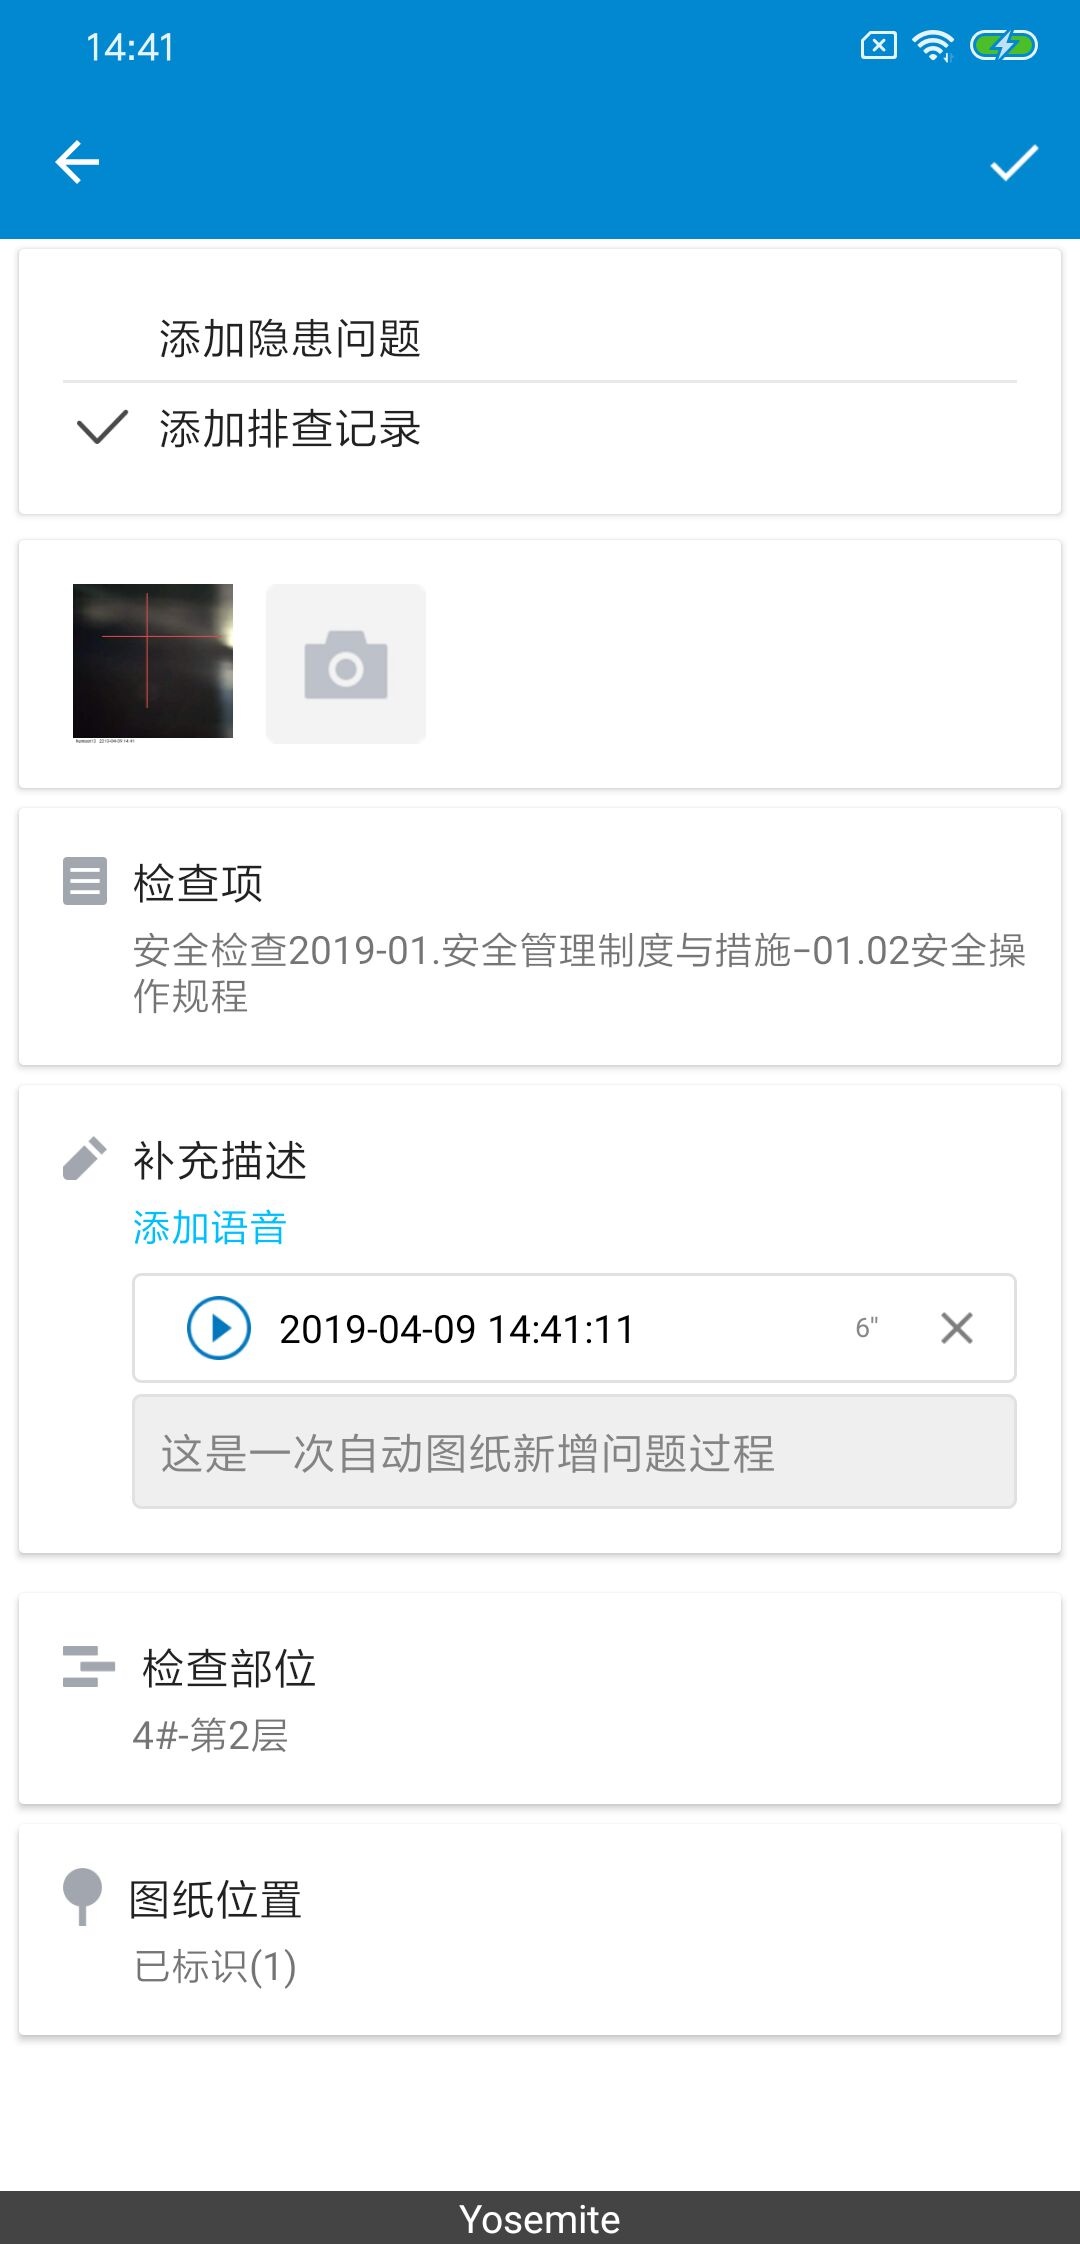 14:41
添加隐患问题
添加排查记录
检查项
安全检查2019-01.安全管理制度与措施-01.02安全操
作规程
补充描述
添加语音
2019-04-09 14:41:11 6"
这是一次自动图纸新增问题过程
检查部位
4#-第2层
图纸位置
已标识(1)
Yosemite